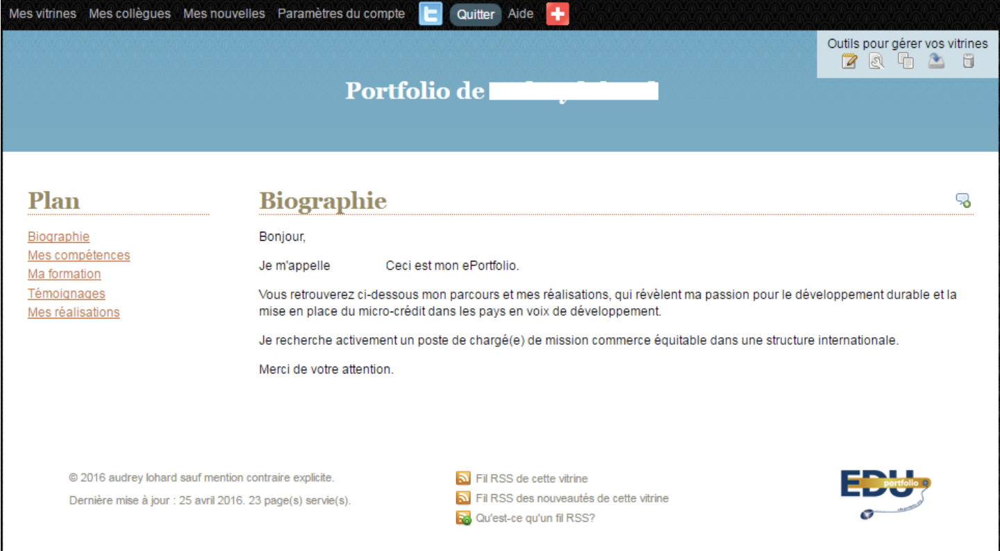 Mes vitrines Mes collègues Mes nouvelles Paramètres du compte Quitter Aide
Outils pour gérer vos vitrines
Portfolio de
Plan
Biographie
Mes compétences
Ma formation
Témoignages
Mes réalisations
Biographie
Bonjour,
Je m'appelle Ceci est mon ePortfolio.
Vous retrouverez ci-dessous mon parcours et mes réalisations, qui révèlent ma passion pour le développement durable et la
mise en place du micro-crédit dans les pays en voix de développement.
Je recherche activement un poste de chargé(e) de mission commerce équitable dans une structure internationale.
Merci de votre attention.
© 2016 audrey lohard sauf mention contraire explicite.
Dernière mise à jour : 25 avril 2016. 23 page(s) servie(s).
Fil RSS de cette vitrine
Fil RSS des nouveautés de cette vitrine
Qu'est-ce qu'un fil RSS?
EDU
portfolio